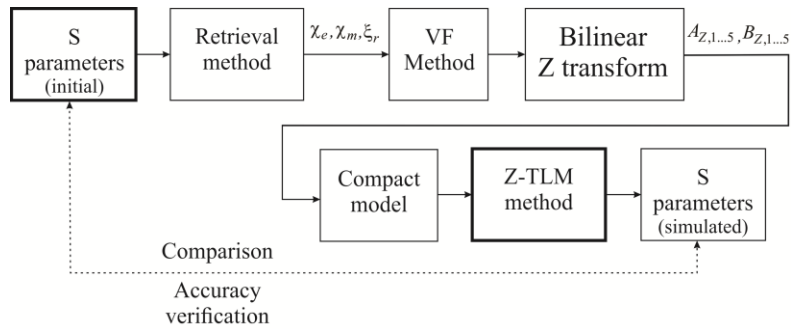 S
parameters
(initial)
Retrieval
method
χe,χm,ξr
VF
Method
Bilinear
Z transform
AZ,1...5,BZ,1...5
Compact
model
Z-TLM
method
S
parameters
(simulated)
Comparison
Accuracy
verification